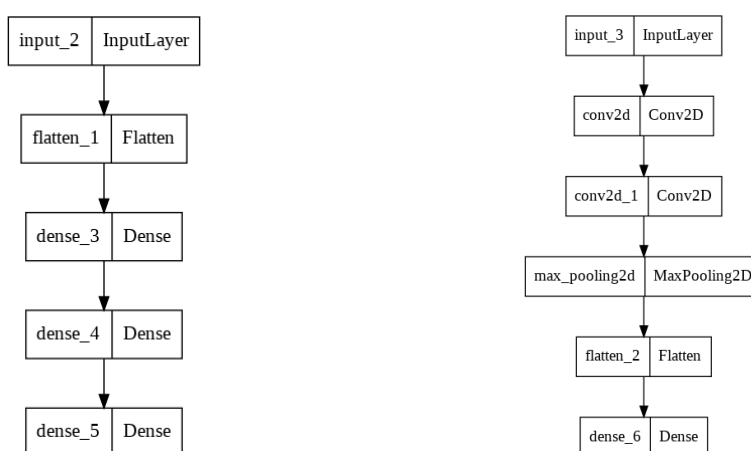 input_2 InputLayer
flatten_1 Flatten
dense_3 Dense
dense_4 Dense
dense_5 Dense
input_3 InputLayer
conv2d Conv2D
conv2d_1 Conv2D
max_pooling2d MaxPooling2D
flatten_2 Flatten
dense_6 Dense